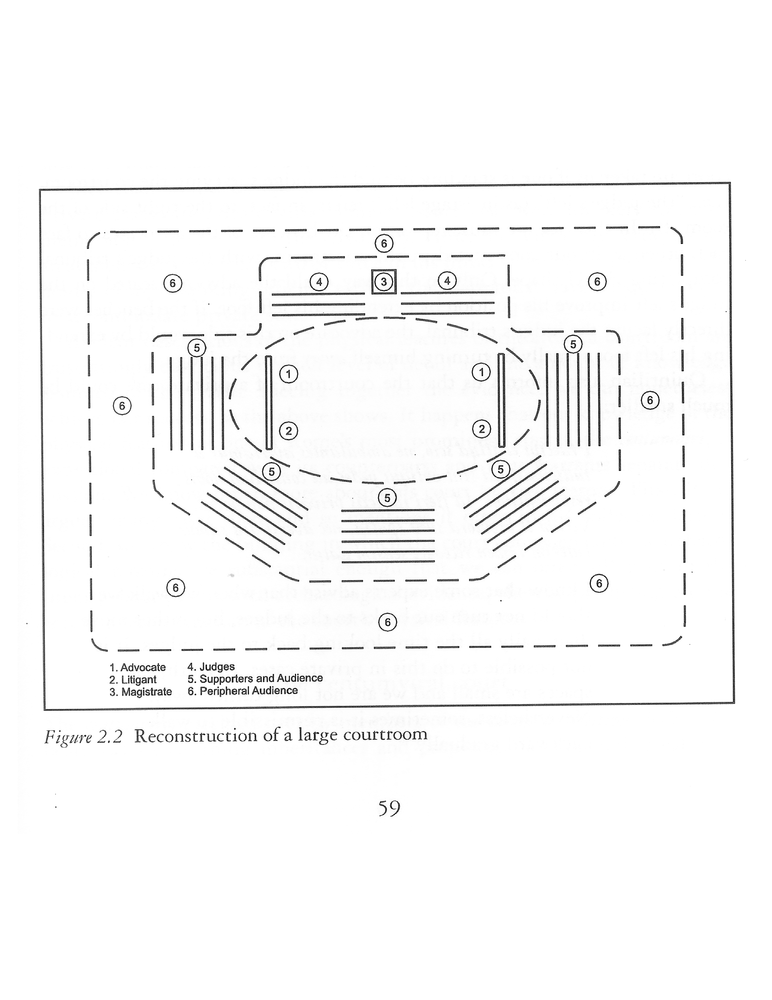 6
6 4 3 4 6
5 5
1 1
6 6
2 2
5 5
5
6 6
6
1. Advocate 4. Judges
2. Litigant 5. Supporters and Audience
3. Magistrate 6. Peripheral Audience
Figure 2.2 Reconstruction of a large courtroom
59